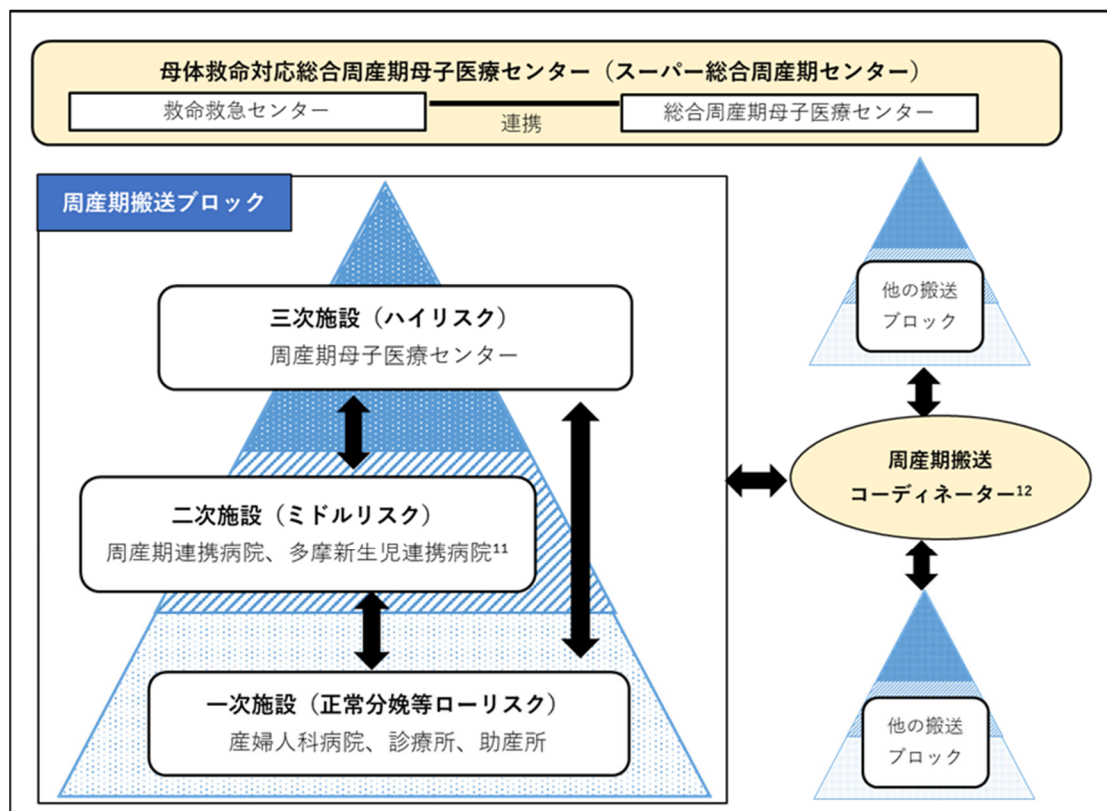 母体救命対応総合周産期母子医療センター（スーパー総合周産期センター）
救命救急センター
連携
総合周産期母子医療センター
周産期搬送ブロック
三次施設（ハイリスク）
周産期母子医療センター
二次施設（ミドルリスク）
周産期連携病院、多摩新生児連携病院¹¹
一次施設（正常分娩等ローリスク）
産婦人科病院、診療所、助産所
他の搬送
ブロック
周産期搬送
コーディネーター¹²
他の搬送
ブロック